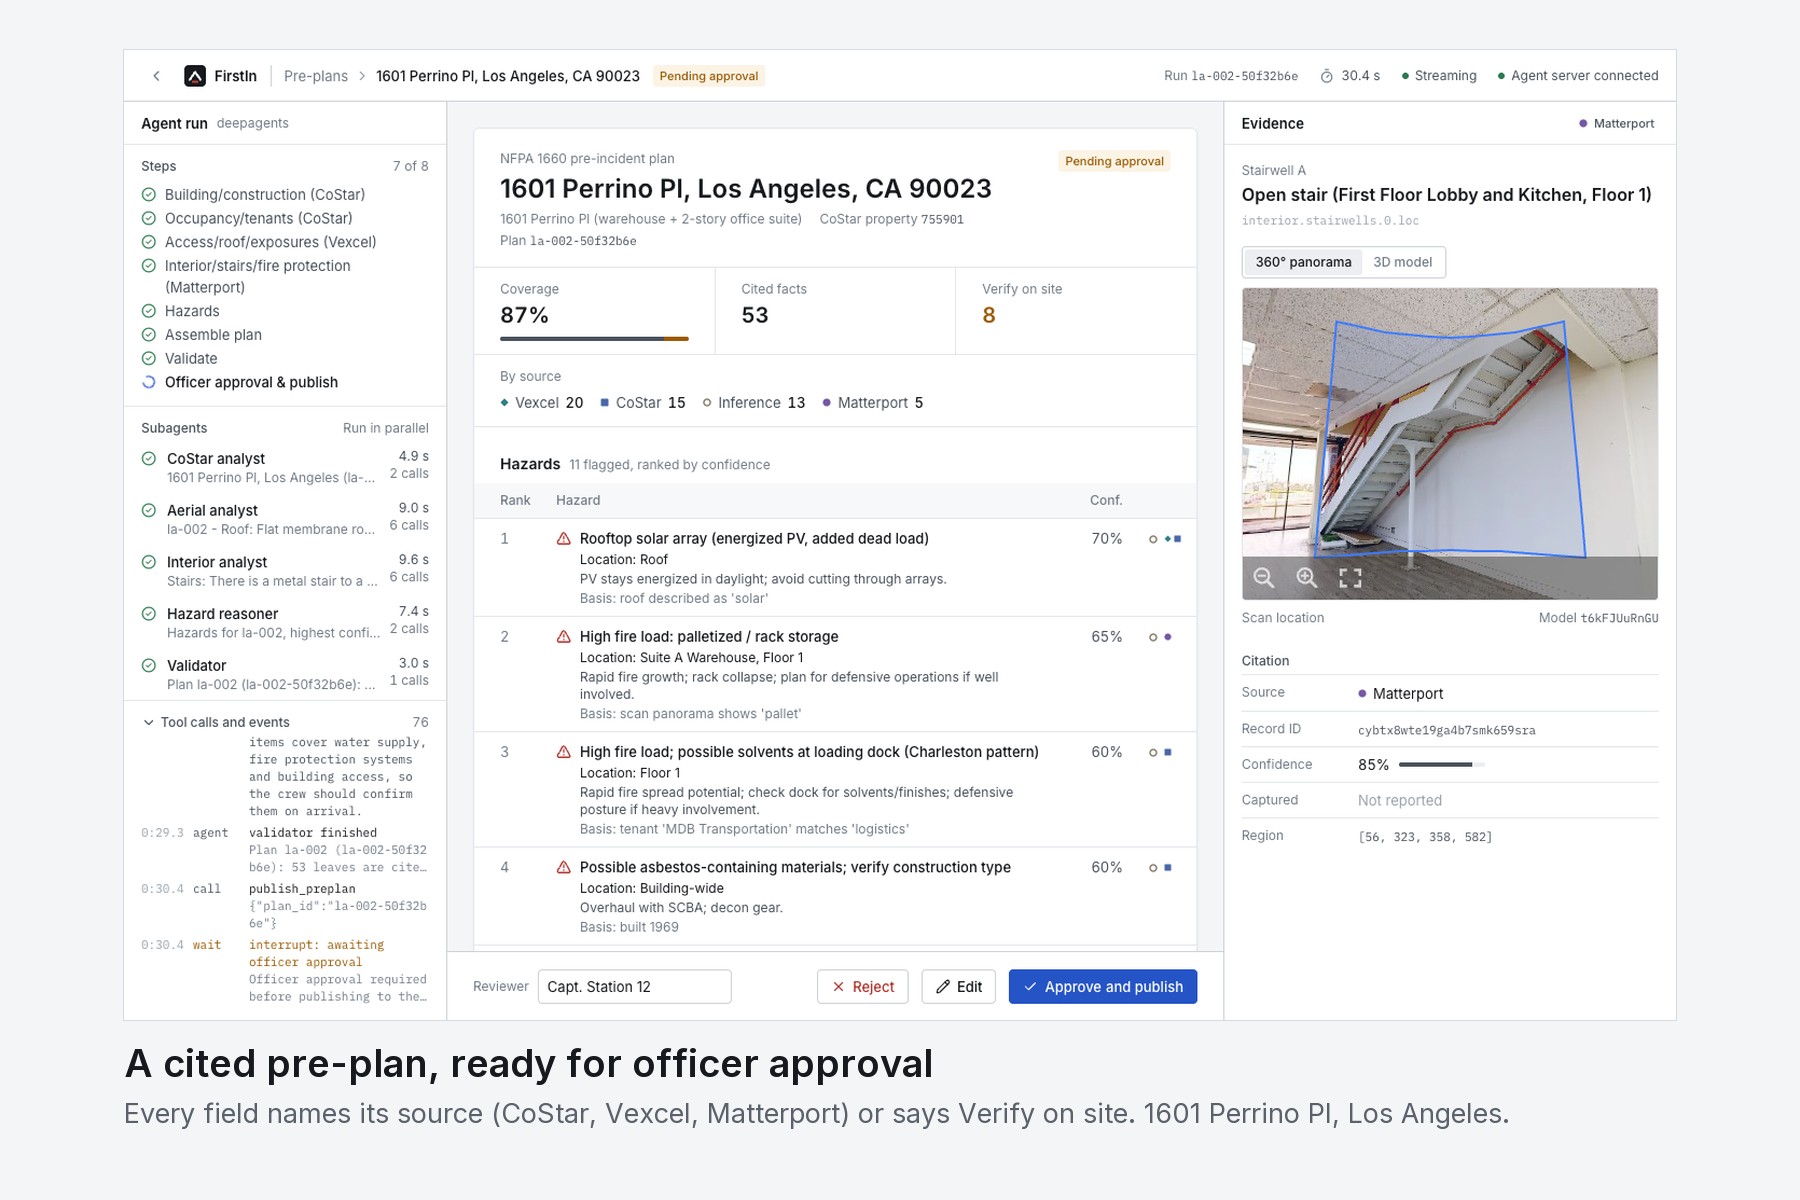 FirstIn
Pre-plans
1601 Perrino Pl, Los Angeles, CA 90023
Pending approval
Run la-002-50f32b6e
30.4 s
Streaming
Agent server connected
Agent run deepagents
Steps 7 of 8
Building/construction (CoStar)
Occupancy/tenants (CoStar)
Access/roof/exposures (Vexcel)
Interior/stairs/fire protection
(Matterport)
Hazards
Assemble plan
Validate
Officer approval & publish
Subagents Run in parallel
CoStar analyst 4.9 s
1601 Perrino Pl, Los Angeles (la-... 2 calls
Aerial analyst 9.0 s
la-002 - Roof: Flat membrane ro... 6 calls
Interior analyst 9.6 s
Stairs: There is a metal stair to a ... 6 calls
Hazard reasoner 7.4 s
Hazards for la-002, highest confi... 2 calls
Validator 3.0 s
Plan la-002 (la-002-50f32b6e): ... 1 calls
Tool calls and events 76
items cover water supply,
fire protection systems
and building access, so
the crew should confirm
them on arrival.
0:29.3 agent validator finished
Plan la-002 (la-002-50f32
b6e): 53 leaves are cite…
0:30.4 call publish_preplan
{"plan_id":"la-002-50f32b
6e"}
0:30.4 wait interrupt: awaiting
officer approval
Officer approval required
before publishing to the…
NFPA 1660 pre-incident plan
Pending approval
1601 Perrino Pl, Los Angeles, CA 90023
1601 Perrino Pl (warehouse + 2-story office suite) CoStar property 755901
Plan la-002-50f32b6e
Coverage
87%
Cited facts
53
Verify on site
8
By source
Vexcel 20 CoStar 15 Inference 13 Matterport 5
Hazards 11 flagged, ranked by confidence
Rank Hazard Conf.
1 Rooftop solar array (energized PV, added dead load) 70%
Location: Roof
PV stays energized in daylight; avoid cutting through arrays.
Basis: roof described as 'solar'
2 High fire load: palletized / rack storage 65%
Location: Suite A Warehouse, Floor 1
Rapid fire growth; rack collapse; plan for defensive operations if well
involved.
Basis: scan panorama shows 'pallet'
3 High fire load; possible solvents at loading dock (Charleston pattern) 60%
Location: Floor 1
Rapid fire spread potential; check dock for solvents/finishes; defensive
posture if heavy involvement.
Basis: tenant 'MDB Transportation' matches 'logistics'
4 Possible asbestos-containing materials; verify construction type 60%
Location: Building-wide
Overhaul with SCBA; decon gear.
Basis: built 1969
Reviewer Capt. Station 12 Reject Edit Approve and publish
Evidence Matterport
Stairwell A
Open stair (First Floor Lobby and Kitchen, Floor 1)
interior.stairwells.0.loc
360° panorama 3D model
Scan location Model t6kFJUuRnGU
Citation
Source Matterport
Record ID cybtx8wte19ga4b7smk659sra
Confidence 85%
Captured Not reported
Region [56, 323, 358, 582]
A cited pre-plan, ready for officer approval
Every field names its source (CoStar, Vexcel, Matterport) or says Verify on site. 1601 Perrino Pl, Los Angeles.